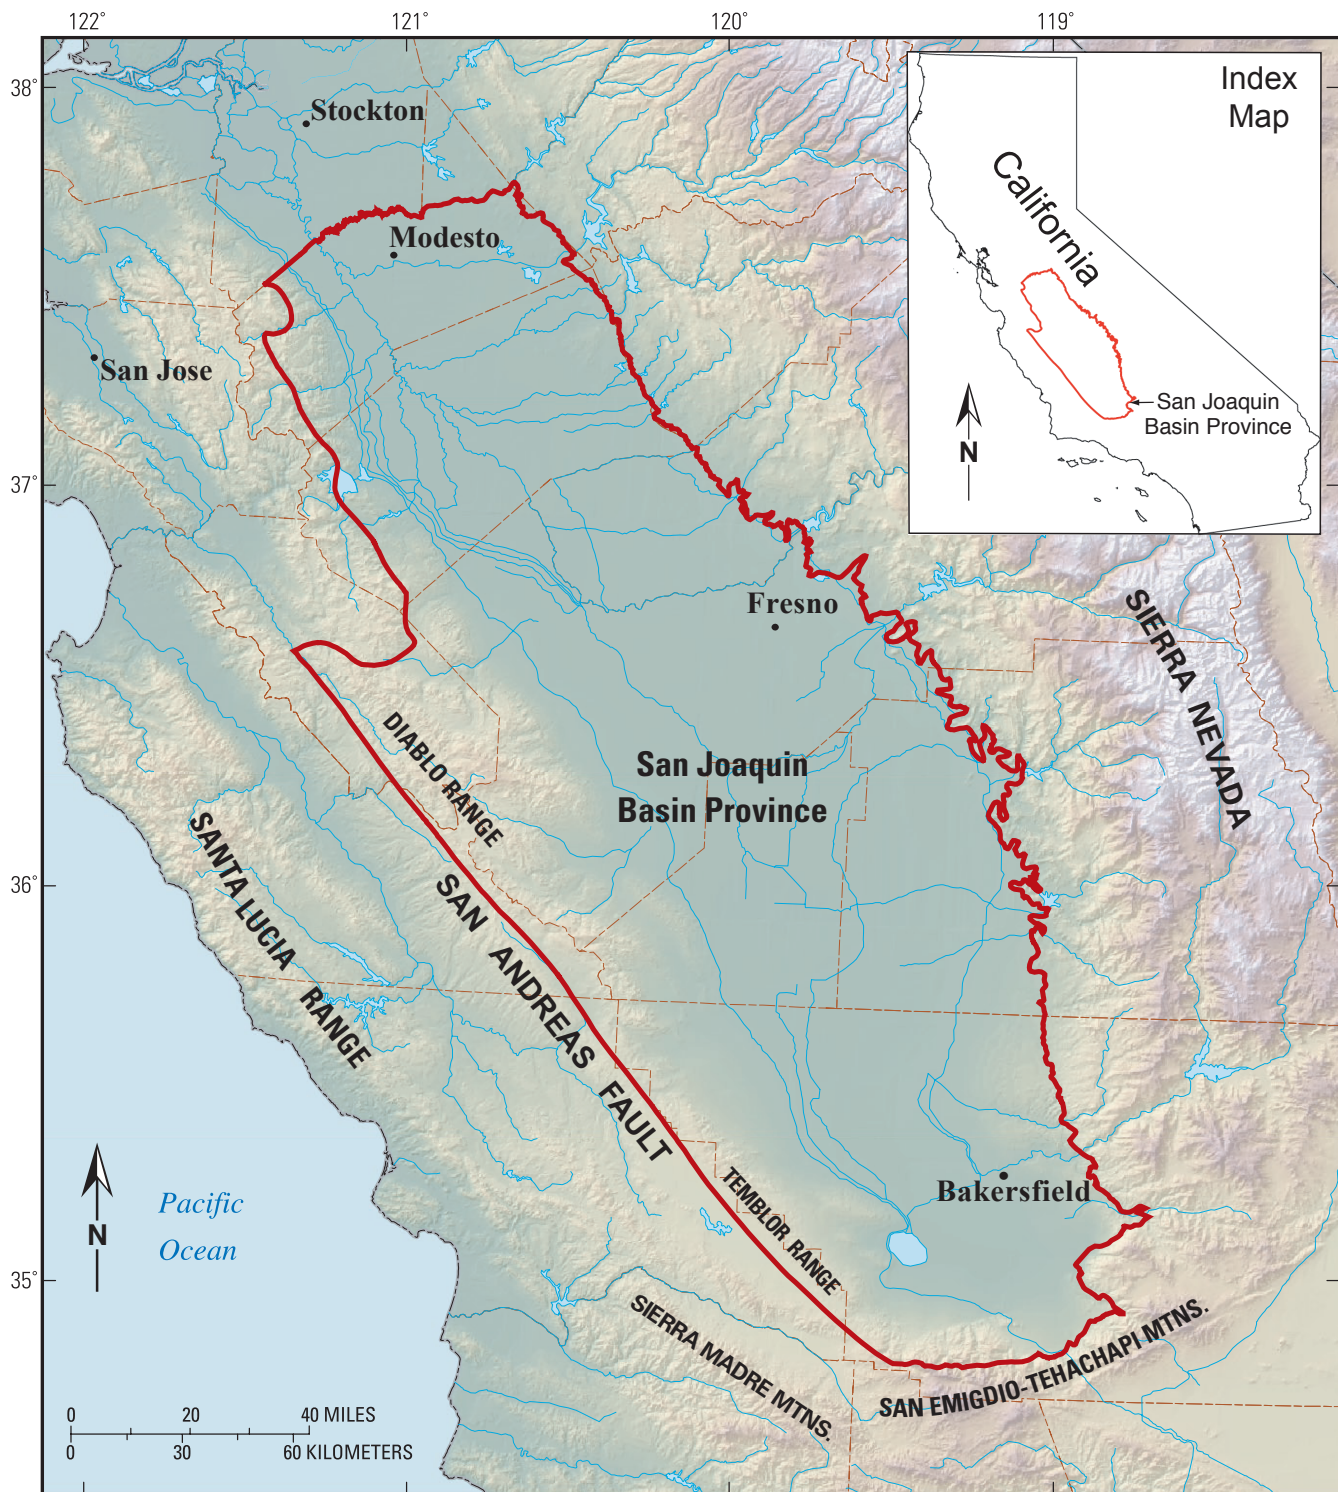 122°
121°
120°
119°
38°
37°
36°
35°
Index
Map
California
San Joaquin
Basin Province
N
Stockton
Modesto
San Jose
Fresno
SIERRA NEVADA
DIABLO RANGE
San Joaquin
Basin Province
SANTA LUCIA RANGE
SAN ANDREAS FAULT
TEMBLOR RANGE
Bakersfield
Pacific
Ocean
N
SIERRA MADRE MTNS.
SAN EMIGDIO-TEHACHAPI MTNS.
0 20 40 MILES
0 30 60 KILOMETERS